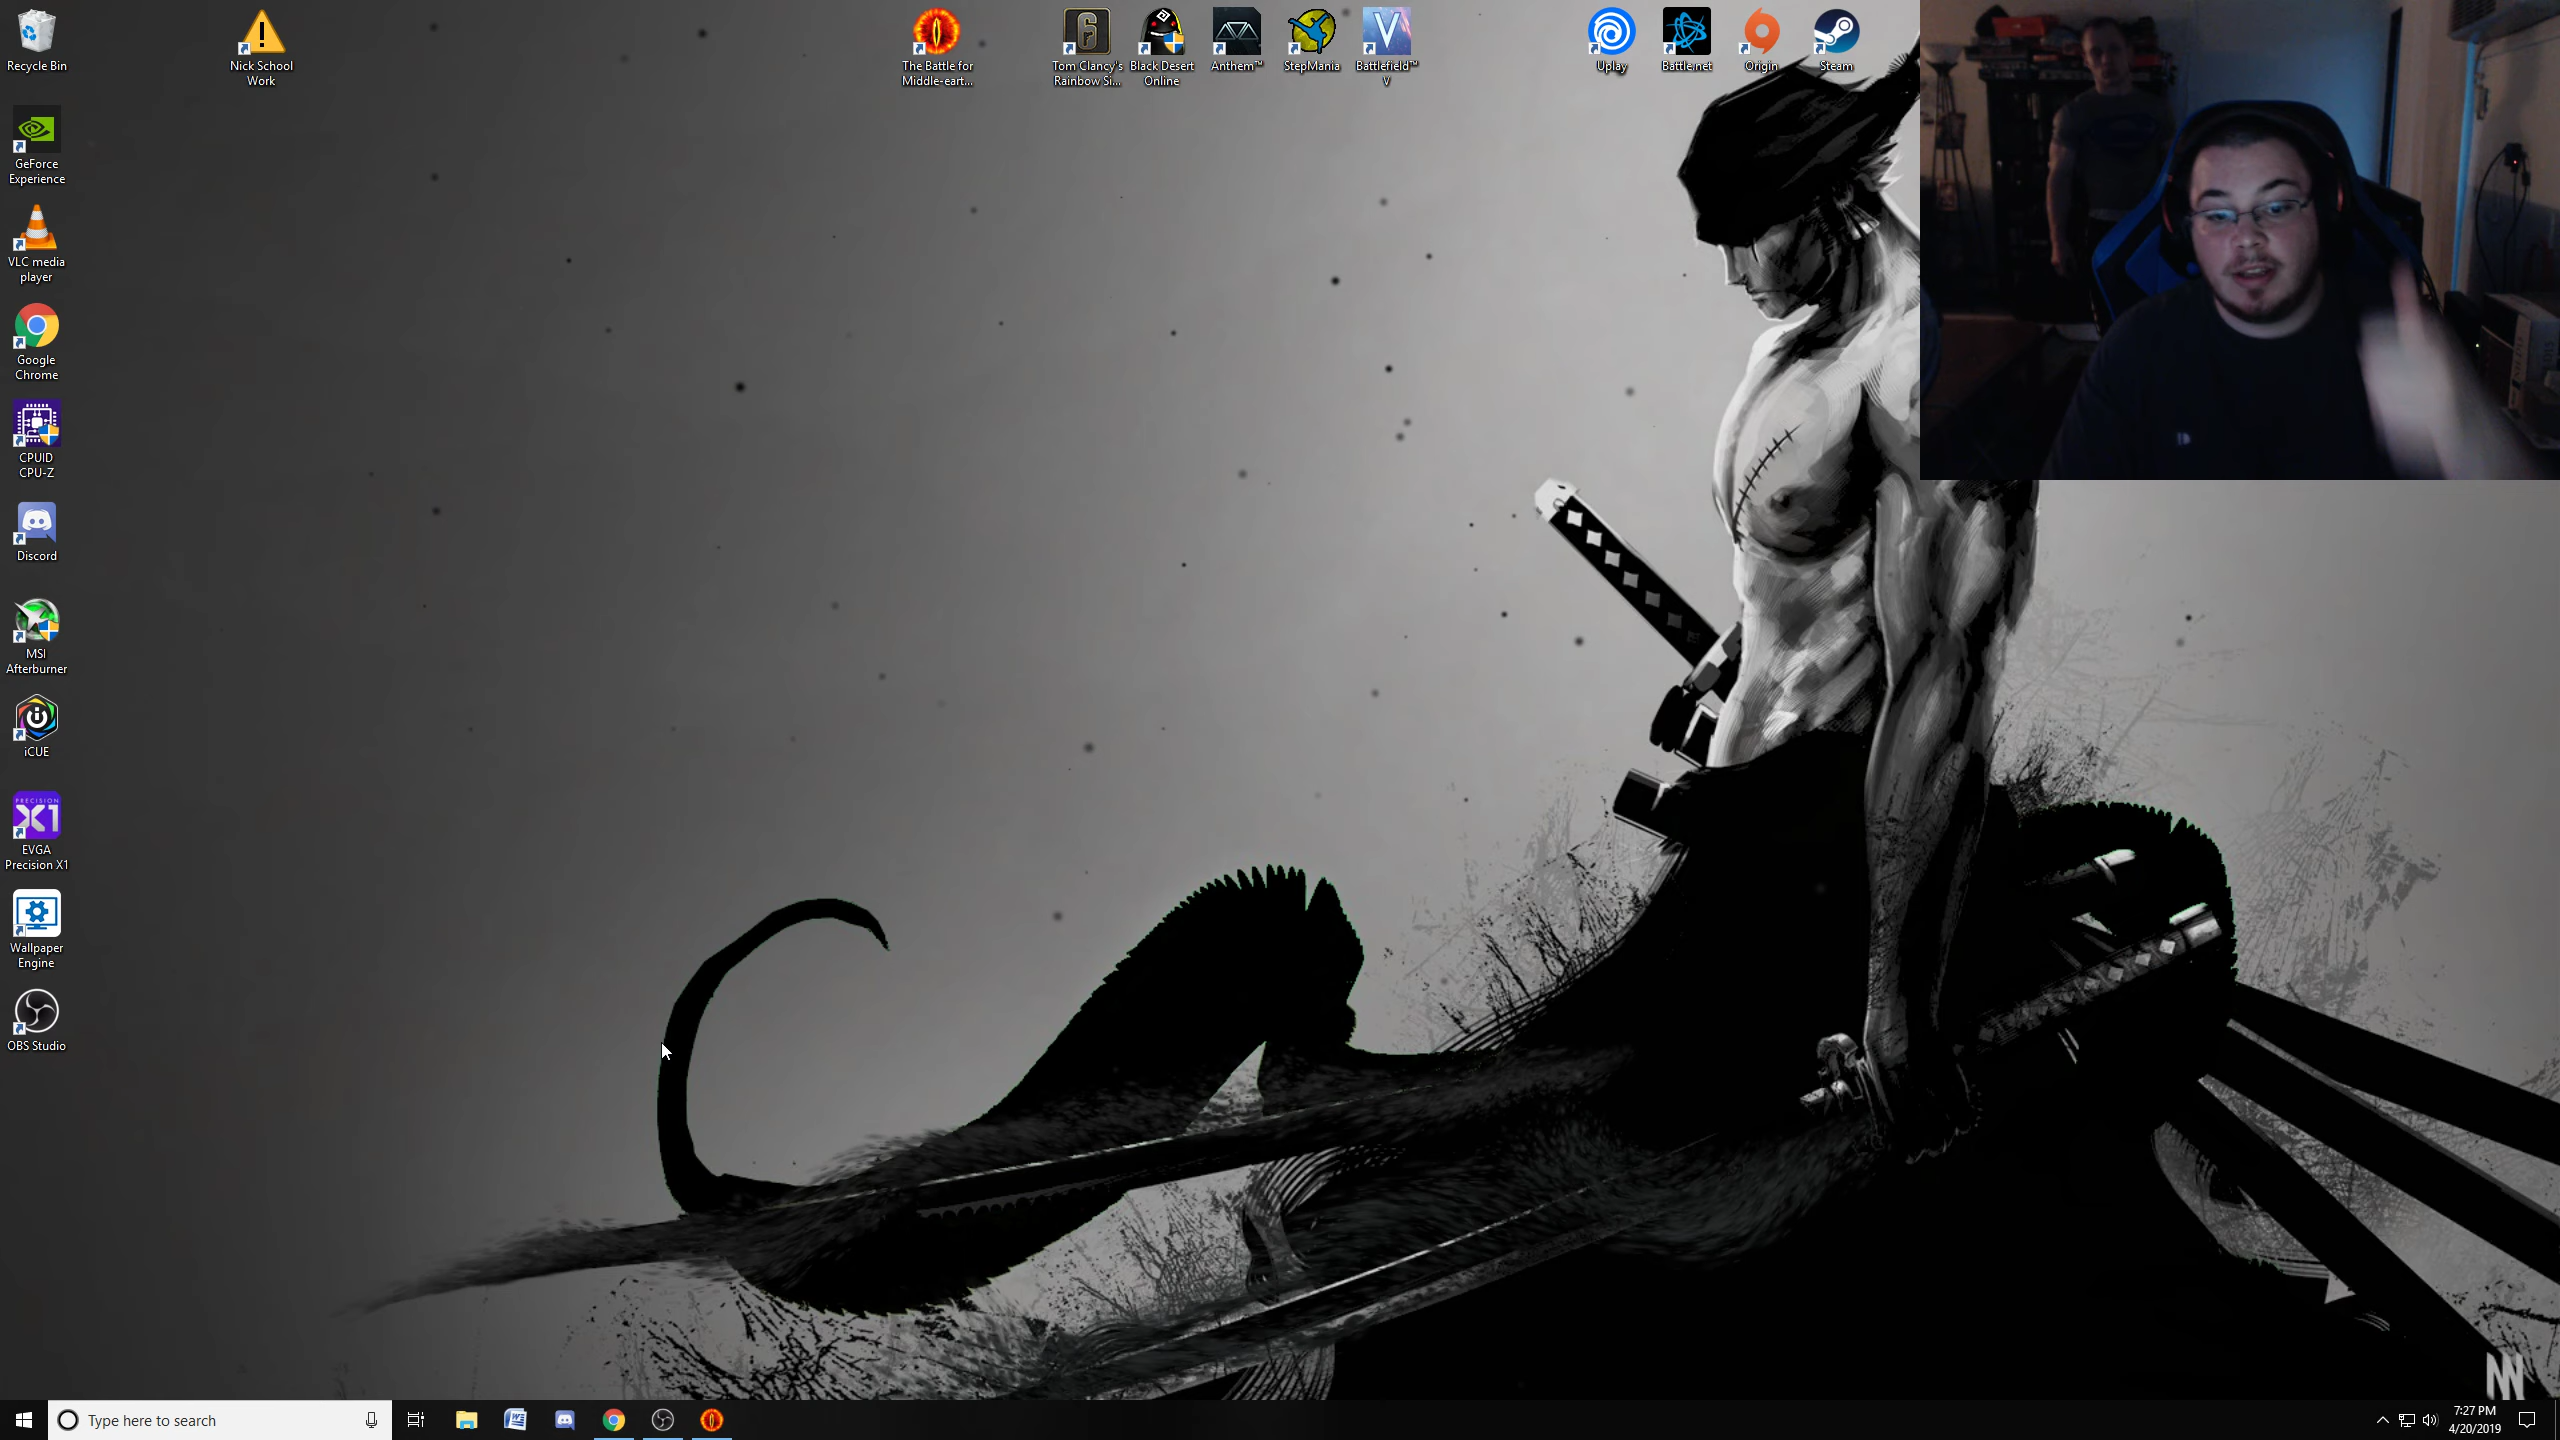 Recycle Bin
Nick School
Work
The Battle for
Middle-eart...
Tom Clancy's
Rainbow Si...
Black Desert
Online
Anthem™
StepMania
Battlefield™
V
Uplay
Battle.net
Origin
Steam
GeForce
Experience
VLC media
player
Google
Chrome
CPUID
CPU-Z
Discord
MSI
Afterburner
iCUE
PRECISION
X1
EVGA
Precision X1
Wallpaper
Engine
OBS Studio
Type here to search
7:27 PM
4/20/2019